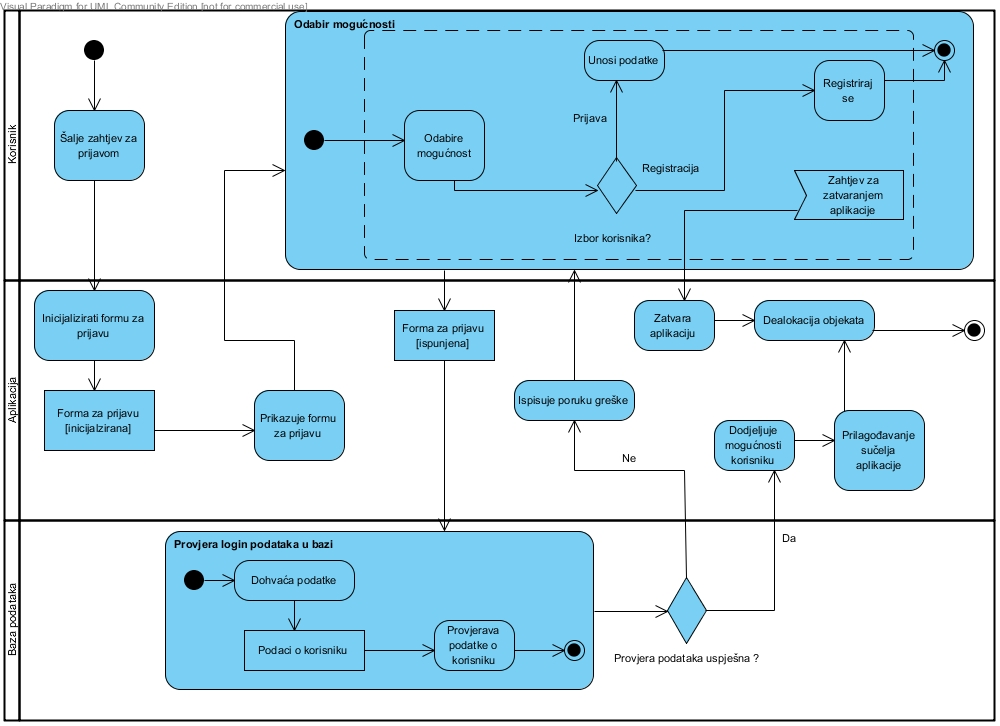 Visual Paradigm for UML Community Edition [not for commercial use]
Odabir mogućnosti
Korisnik
Šalje zahtjev za
prijavom
Odabire
mogućnost
Unosi podatke
Prijava
Registracija
Registriraj
se
Zahtjev za
zatvaranjem
aplikacije
Izbor korisnika?
Aplikacija
Inicijalizirati formu za
prijavu
Forma za prijavu
[inicijalzirana]
Prikazuje formu
za prijavu
Forma za prijavu
[ispunjena]
Ispisuje poruku greške
Ne
Zatvara
aplikaciju
Dealokacija objekata
Dodjeljuje
mogućnosti
korisniku
Prilagođavanje
sučelja
aplikacije
Da
Baza podataka
Provjera login podataka u bazi
Dohvaća podatke
Podaci o korisniku
Provjerava
podatke o
korisniku
Provjera podataka uspješna ?